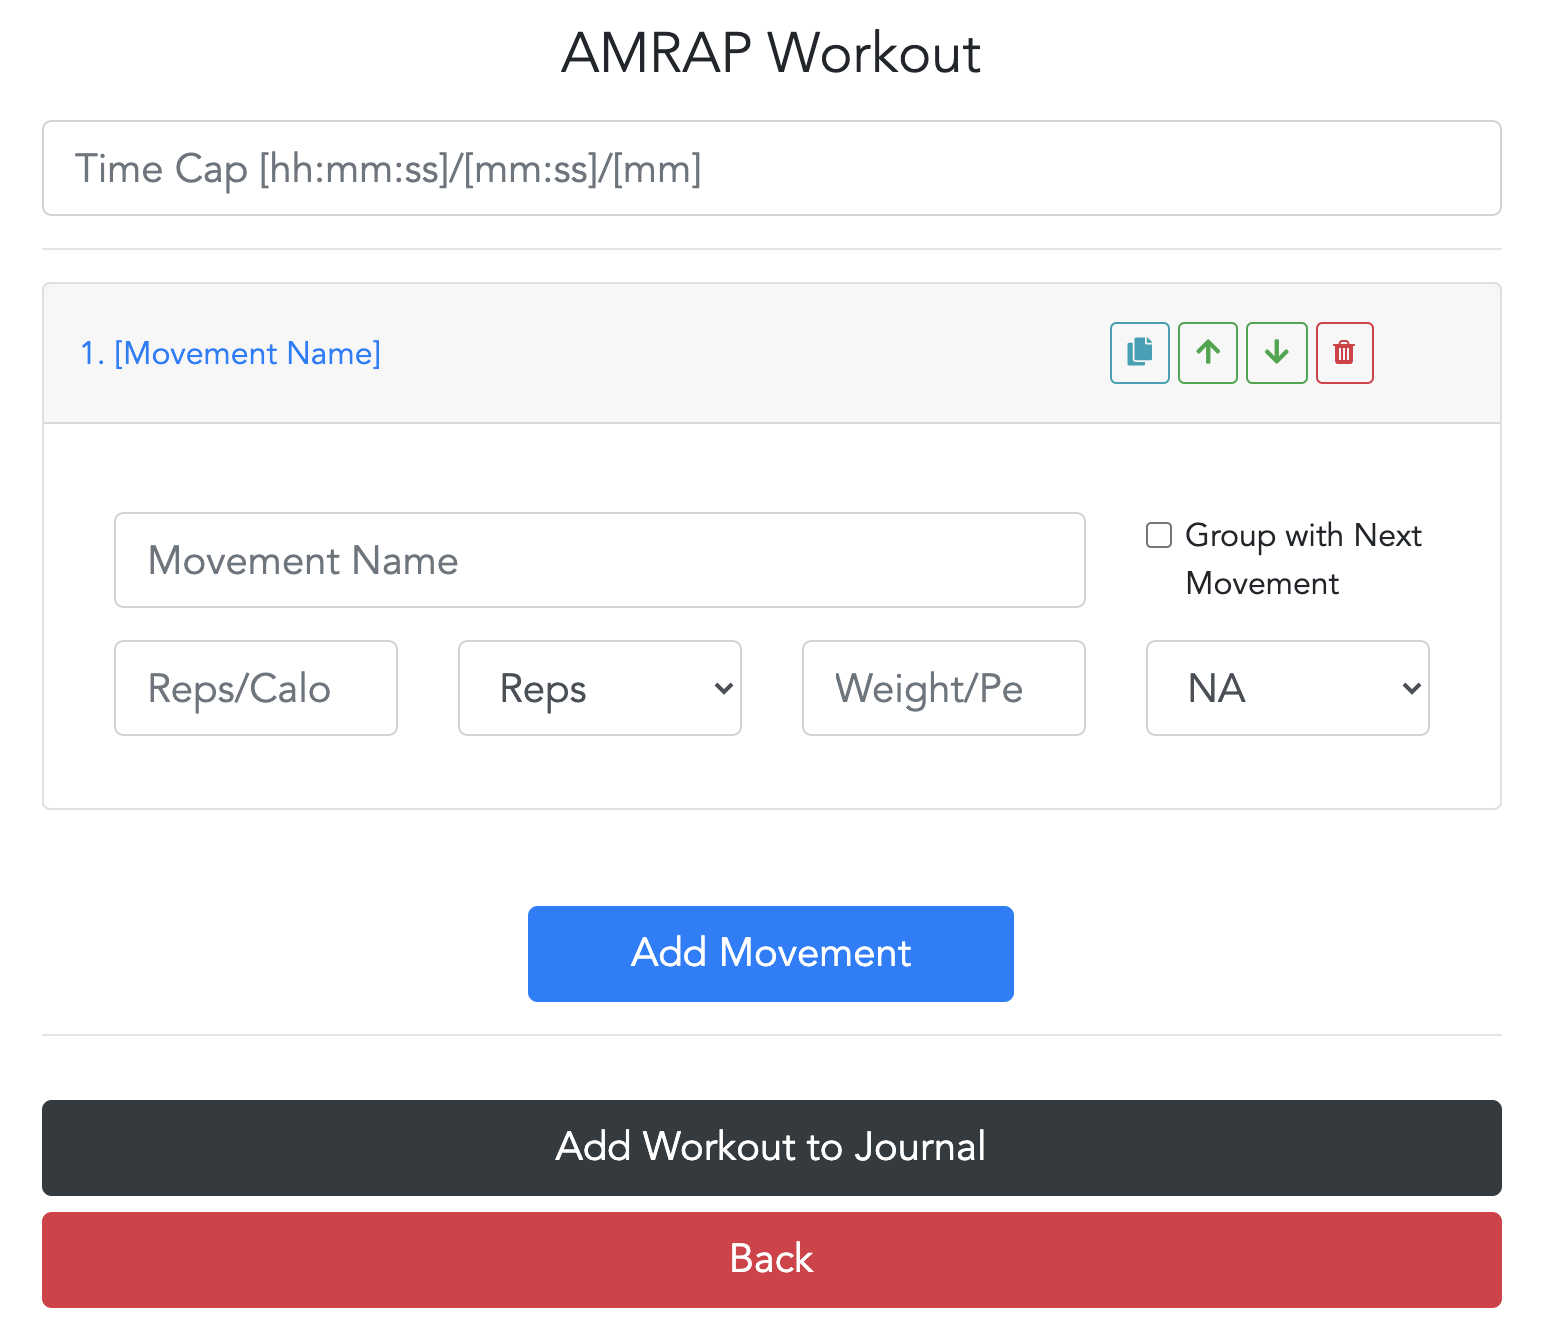 AMRAP Workout
Time Cap [hh:mm:ss]/[mm:ss]/[mm]
1. [Movement Name]
Movement Name
Group with Next
Movement
Reps/Calo
Reps
Weight/Pe
NA
Add Movement
Add Workout to Journal
Back